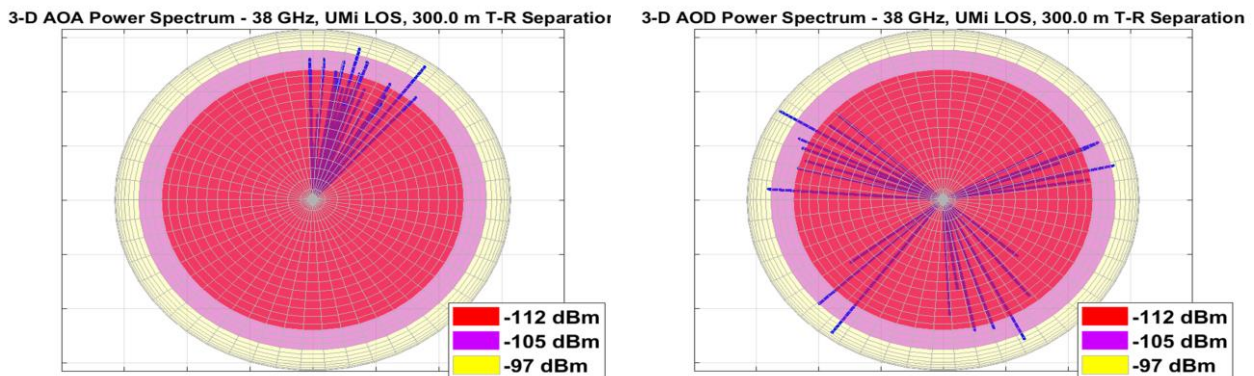 3-D AOA Power Spectrum - 38 GHz, UMi LOS, 300.0 m T-R Separation
-112 dBm
-105 dBm
-97 dBm
3-D AOD Power Spectrum - 38 GHz, UMi LOS, 300.0 m T-R Separation
-112 dBm
-105 dBm
-97 dBm